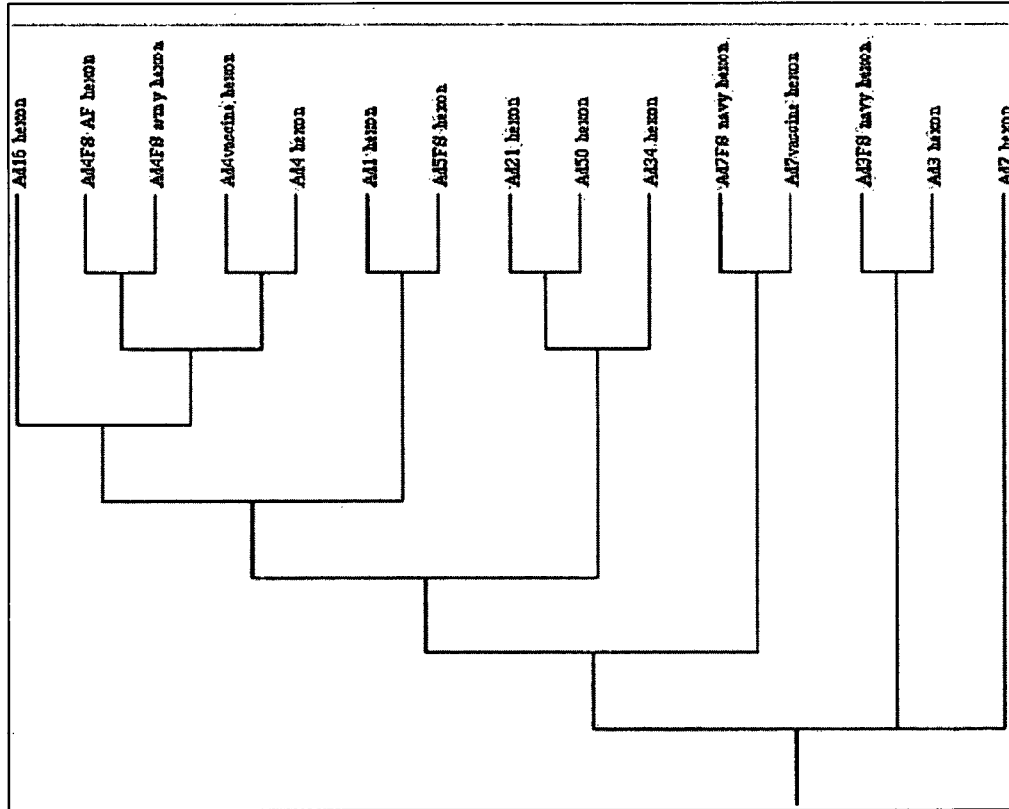 Ad16 hexon
Ad4FS AF hexon
Ad4FS army hexon
Ad4vaccine hexon
Ad4 hexon
Ad1 hexon
Ad5FS hexon
Ad21 hexon
Ad50 hexon
Ad34 hexon
Ad7FS navy hexon
Ad7vaccine hexon
Ad3FS navy hexon
Ad3 hexon
Ad7 hexon